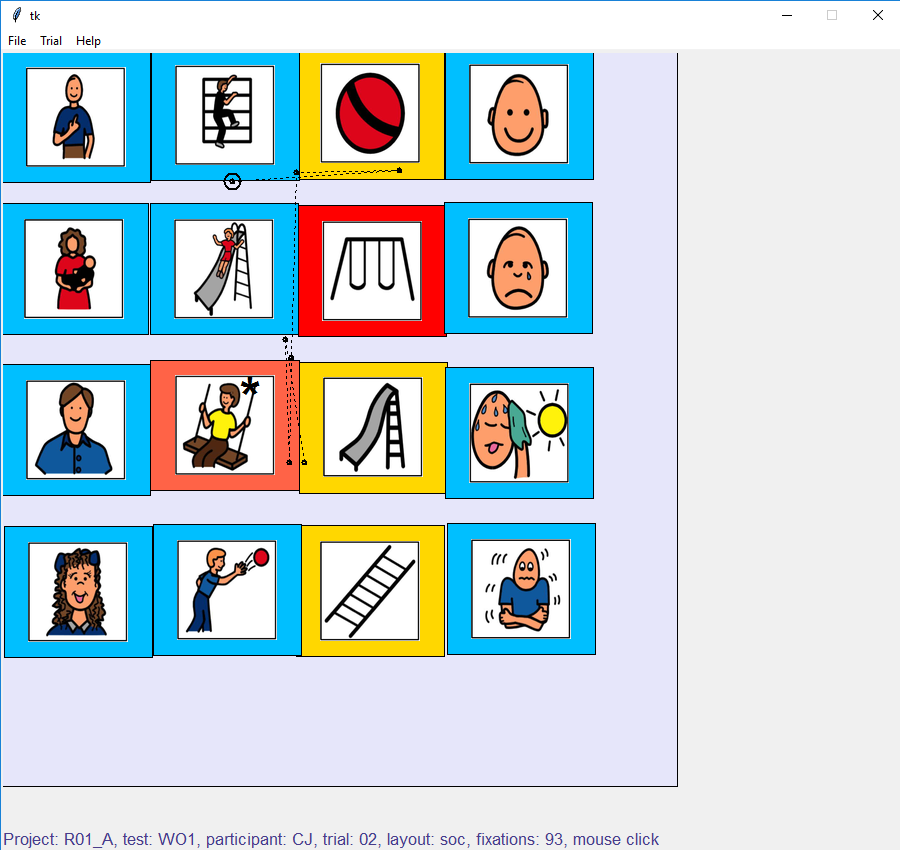 tk
File Trial Help
*
Project: R01_A, test: WO1, participant: CJ, trial: 02, layout: soc, fixations: 93, mouse click